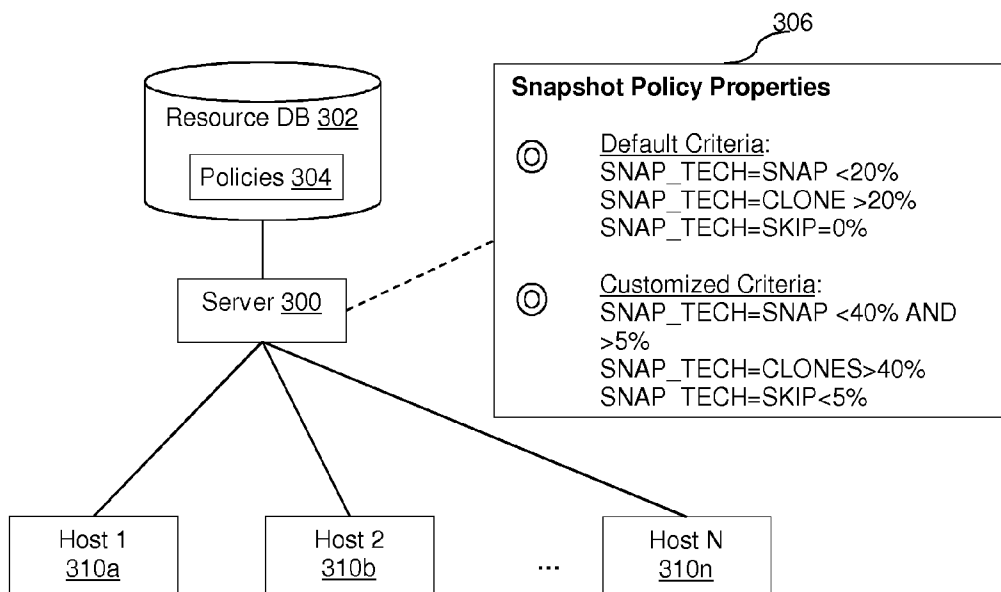 306
Resource DB 302
Policies 304
Server 300
Snapshot Policy Properties
Default Criteria:
SNAP_TECH=SNAP <20%
SNAP_TECH=CLONE >20%
SNAP_TECH=SKIP=0%
Customized Criteria:
SNAP_TECH=SNAP <40% AND
>5%
SNAP_TECH=CLONES>40%
SNAP_TECH=SKIP<5%
Host 1
310a
Host 2
310b
...
Host N
310n